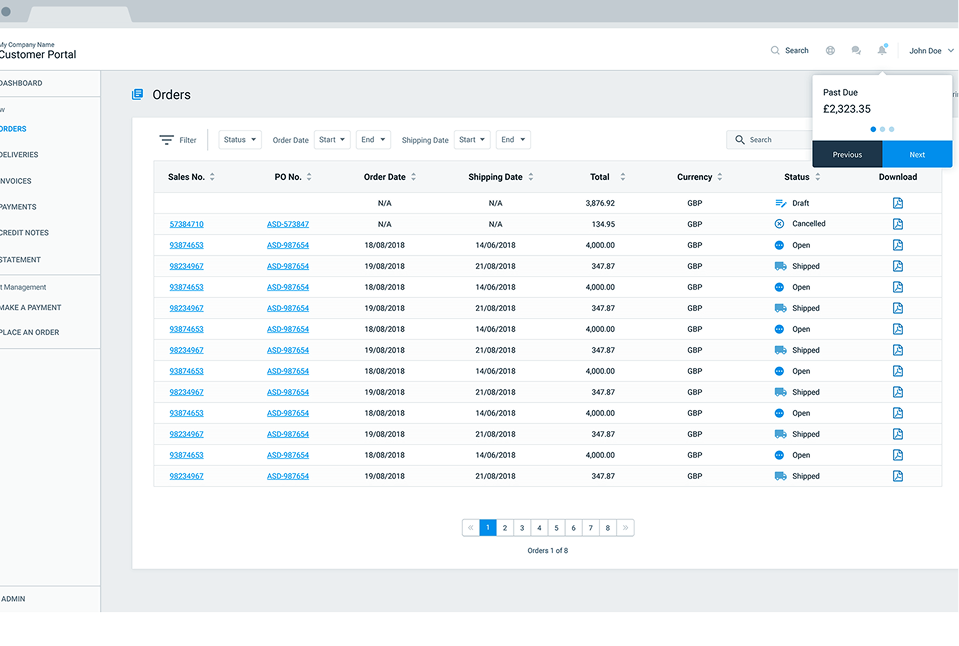 My Company Name
Customer Portal
Search
John Doe
DASHBOARD
ORDERS
DELIVERIES
INVOICES
PAYMENTS
CREDIT NOTES
STATEMENT
t Management
MAKE A PAYMENT
PLACE AN ORDER
ADMIN
Orders
Past Due
£2,323.35
Previous Next
Filter Status Order Date Start End Shipping Date Start End Search
Sales No. PO No. Order Date Shipping Date Total Currency Status Download
N/A N/A 3,876.92 GBP Draft
57384710 ASD-573847 N/A N/A 134.95 GBP Cancelled
93874653 ASD-987654 18/08/2018 14/06/2018 4,000.00 GBP Open
98234967 ASD-987654 19/08/2018 21/08/2018 347.87 GBP Shipped
93874653 ASD-987654 18/08/2018 14/06/2018 4,000.00 GBP Open
98234967 ASD-987654 19/08/2018 21/08/2018 347.87 GBP Shipped
93874653 ASD-987654 18/08/2018 14/06/2018 4,000.00 GBP Open
98234967 ASD-987654 19/08/2018 21/08/2018 347.87 GBP Shipped
93874653 ASD-987654 18/08/2018 14/06/2018 4,000.00 GBP Open
98234967 ASD-987654 19/08/2018 21/08/2018 347.87 GBP Shipped
93874653 ASD-987654 18/08/2018 14/06/2018 4,000.00 GBP Open
98234967 ASD-987654 19/08/2018 21/08/2018 347.87 GBP Shipped
93874653 ASD-987654 18/08/2018 14/06/2018 4,000.00 GBP Open
98234967 ASD-987654 19/08/2018 21/08/2018 347.87 GBP Shipped
« 1 2 3 4 5 6 7 8 »
Orders 1 of 8